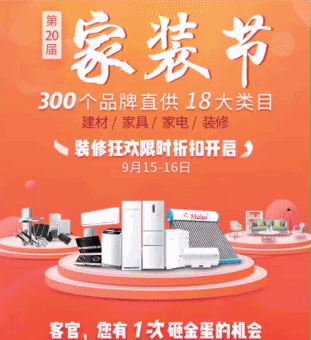 第20届
家装节
300个品牌直供 18大类目
建材/家具/家电/装修
装修狂欢限时折扣开启
9月15-16日
Haier
客官，您有1次砸金蛋的机会